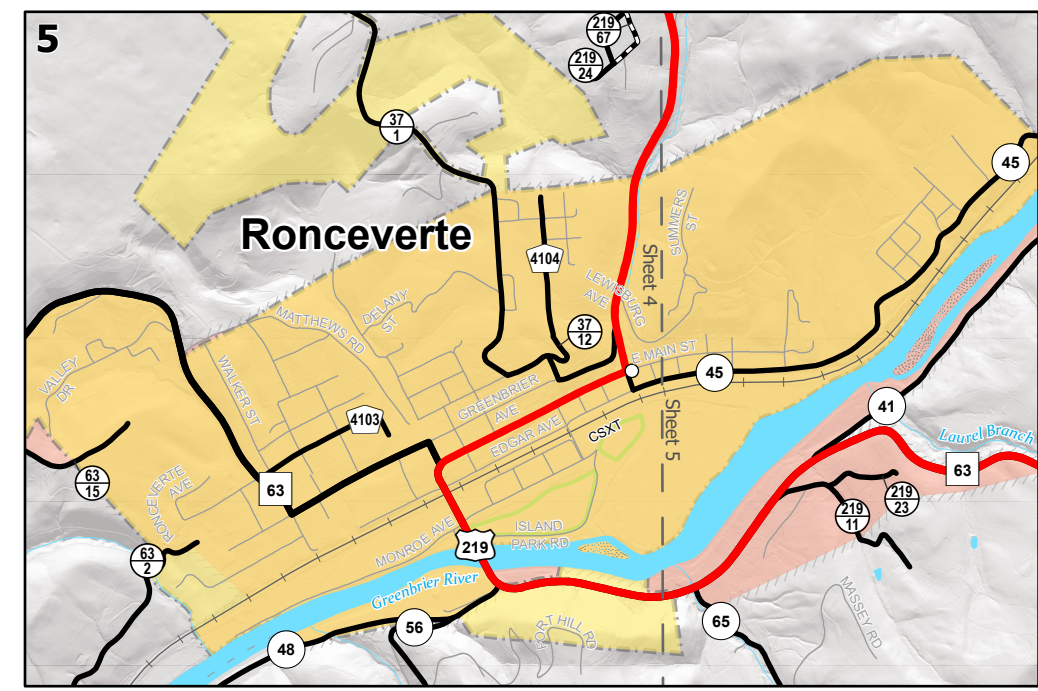 5
219
67
219
24
37
1
45
Ronceverte
4104
SUMMERS
ST
Sheet 4
LEWISBURG
AVE
DELANY
ST
MATTHEWS RD
37
12
E MAIN ST
45
VALLEY
DR
WALKER ST
GREENBRIER
AVE
4103
EDGAR AVE
CSXT
Sheet 5
41
Laurel Branch
63
63
15
63
RONCEVERTE
AVE
219
23
219
11
MONROE AVE
ISLAND
PARK RD
219
63
2
Greenbrier River
MASSEY RD
56
FORT HILL RD
65
48